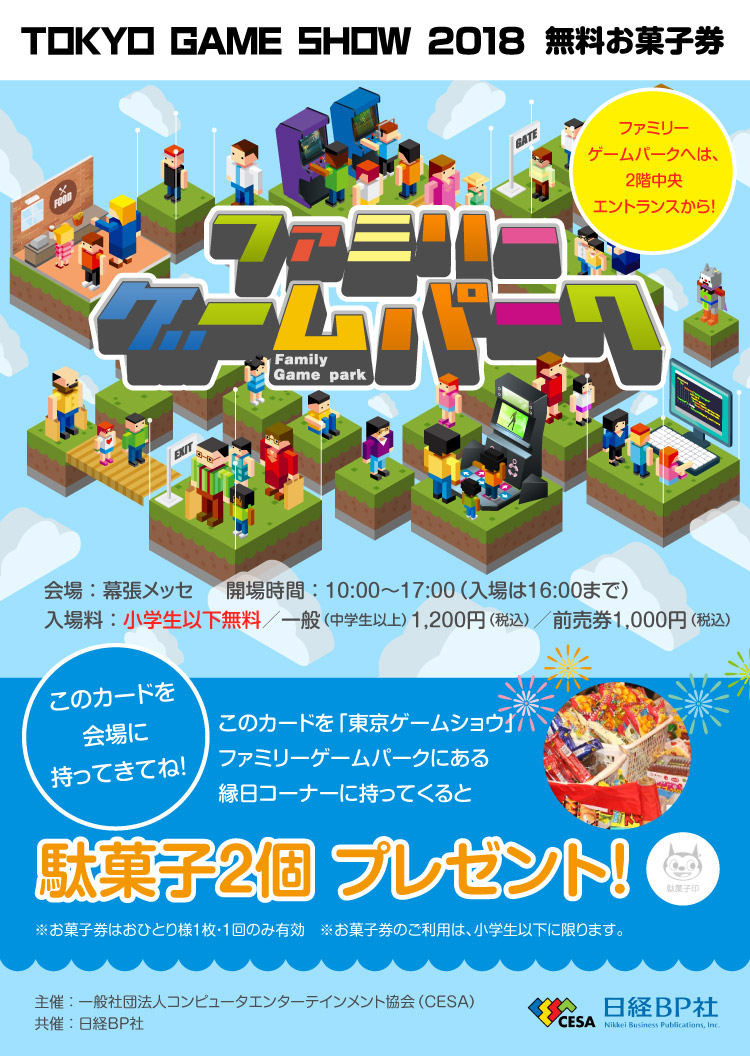 TOKYO GAME SHOW 2018 無料お菓子券
ファミリー
ゲームパークへは、
2階中央
エントランスから!
GATE
FOOD
ファミリー
ゲームパーク
Family
Game park
EXIT
会場:幕張メッセ 開場時間:10:00〜17:00(入場は16:00まで)
入場料:小学生以下無料/一般(中学生以上)1,200円(税込)/前売券1,000円(税込)
このカードを
会場に
持ってきてね!
このカードを「東京ゲームショウ」
ファミリーゲームパークにある
縁日コーナーに持ってくると
駄菓子2個 プレゼント!
駄菓子印
※お菓子券はおひとり様1枚・1回のみ有効 ※お菓子券のご利用は、小学生以下に限ります。
主催:一般社団法人コンピュータエンターテインメント協会(CESA)
共催:日経BP社
CESA
日経BP社
Nikkei Business Publications, Inc.